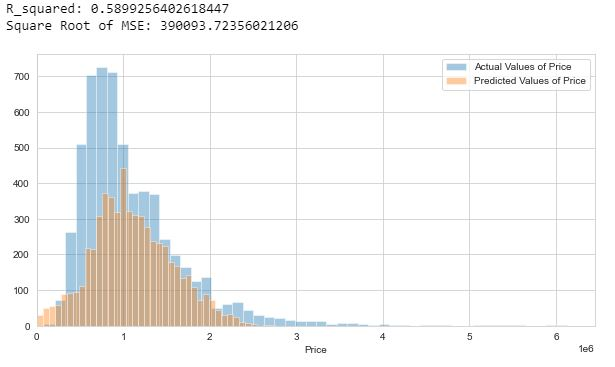 R_squared: 0.5899256402618447
Square Root of MSE: 390093.72356021206
Actual Values of Price
Predicted Values of Price
700
600
500
400
300
200
100
0
0 1 2 3 4 5 6
1e6
Price